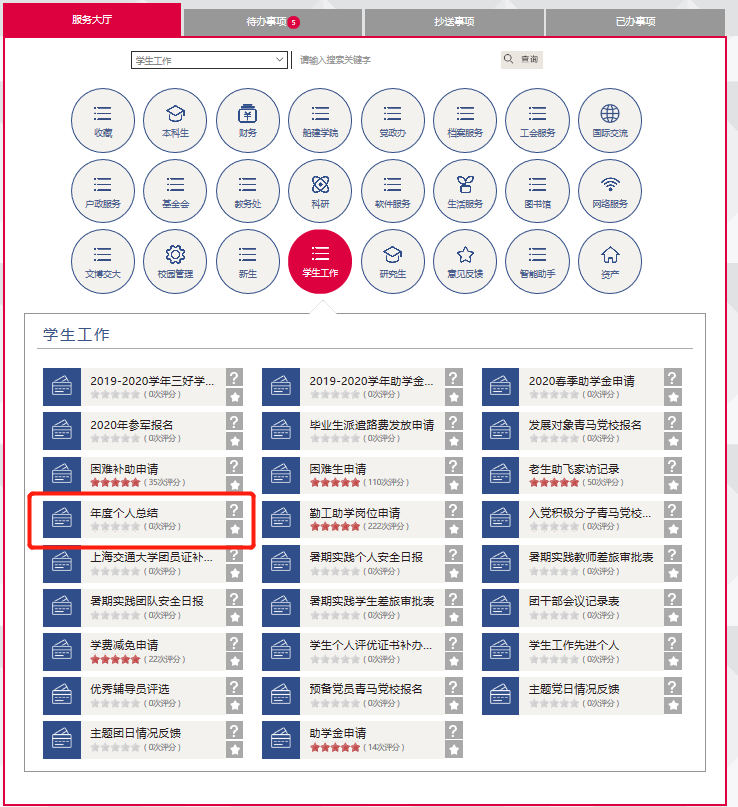 服务大厅
待办事项 5
抄送事项
已办事项
学生工作
请输入搜索关键字
查询
收藏
本科生
财务
船建学院
党政办
档案服务
工会服务
国际交流
户政服务
基金会
教务处
科研
软件服务
生活服务
图书馆
网络服务
文博交大
校园管理
新生
学生工作
研究生
意见反馈
智能助手
资产
学生工作
2019-2020学年三好学...
(0次评分)
2019-2020学年助学金...
(0次评分)
2020春季助学金申请
(0次评分)
2020年参军报名
(0次评分)
毕业生派遣路费发放申请
(0次评分)
发展对象青马党校报名
(0次评分)
困难补助申请
(35次评分)
困难生申请
(110次评分)
老生助飞家访记录
(50次评分)
年度个人总结
(0次评分)
勤工助学岗位申请
(222次评分)
入党积极分子青马党校...
(0次评分)
上海交通大学团员证补...
(0次评分)
暑期实践个人安全日报
(0次评分)
暑期实践教师差旅审批表
(0次评分)
暑期实践团队安全日报
(0次评分)
暑期实践学生差旅审批表
(0次评分)
团干部会议记录表
(0次评分)
学费减免申请
(22次评分)
学生个人评优证书补办...
(0次评分)
学生工作先进个人
(0次评分)
优秀辅导员评选
(0次评分)
预备党员青马党校报名
(0次评分)
主题党日情况反馈
(0次评分)
主题团日情况反馈
(0次评分)
助学金申请
(14次评分)